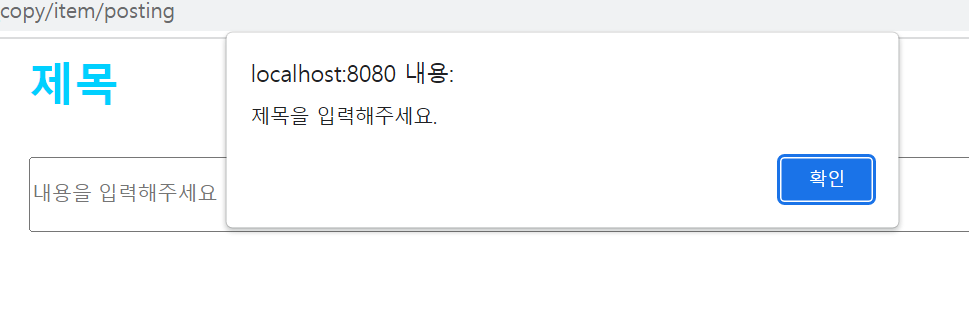 copy/item/posting
제목
localhost:8080 내용:
제목을 입력해주세요.
확인
내용을 입력해주세요